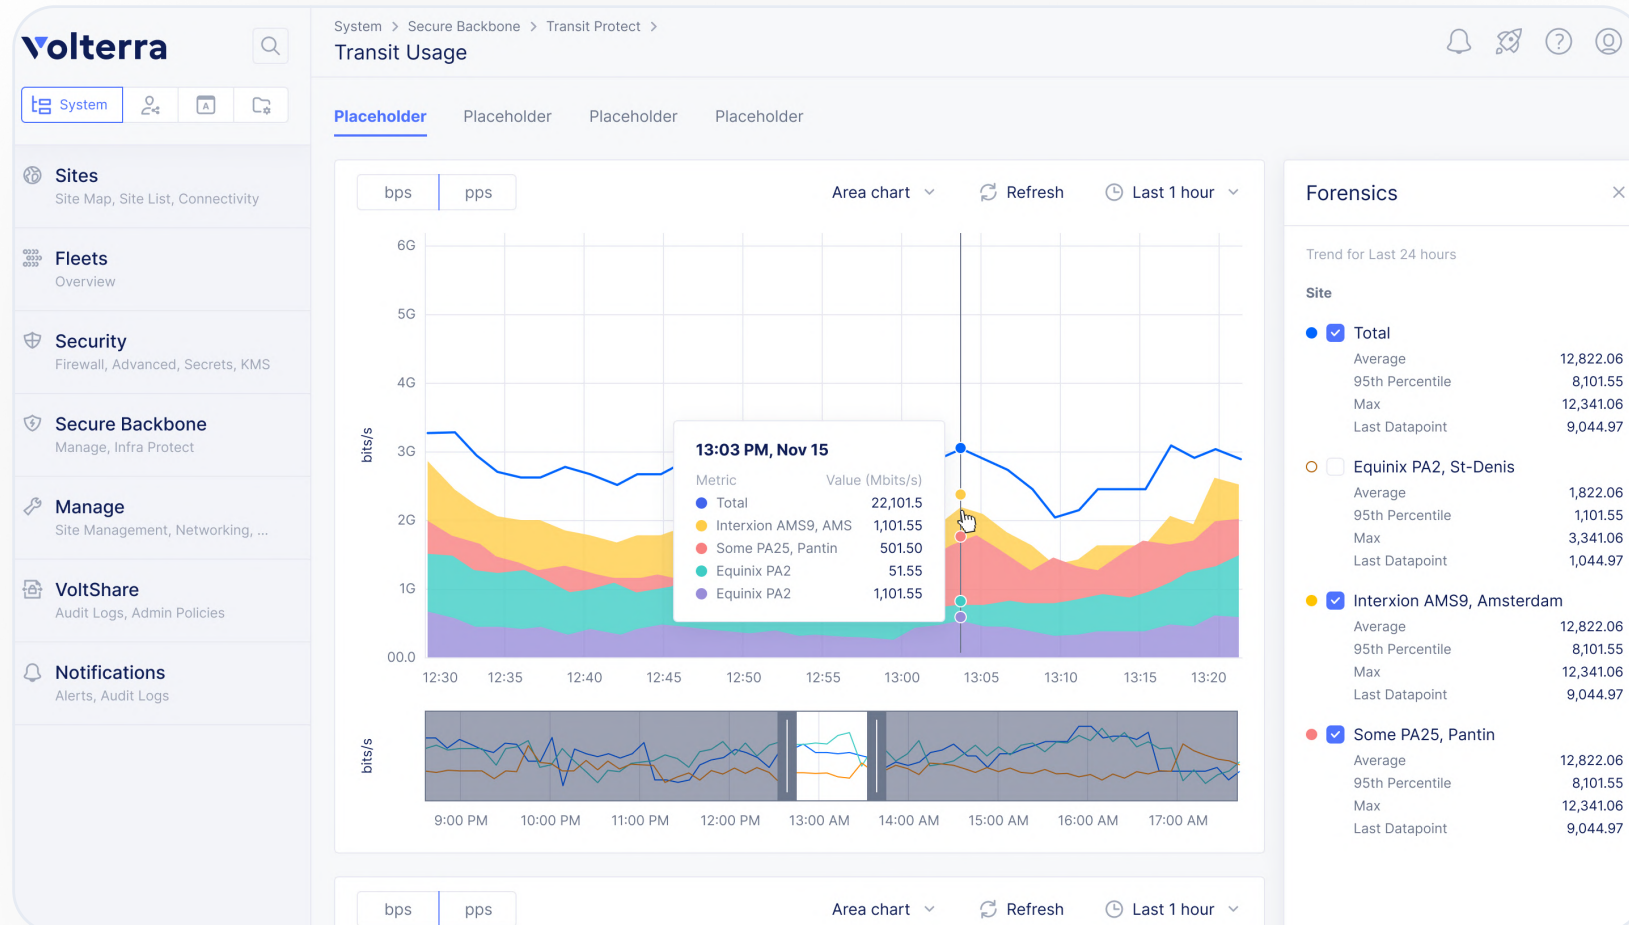 Volterra
System
Sites
Site Map, Site List, Connectivity
Fleets
Overview
Security
Firewall, Advanced, Secrets, KMS
Secure Backbone
Manage, Infra Protect
Manage
Site Management, Networking, ...
VoltShare
Audit Logs, Admin Policies
Notifications
Alerts, Audit Logs
System > Secure Backbone > Transit Protect >
Transit Usage
Placeholder Placeholder Placeholder Placeholder
bps pps Area chart Refresh Last 1 hour
6G
5G
4G
3G
2G
1G
00.0
bits/s
12:30 12:35 12:40 12:45 12:50 12:55 13:00 13:05 13:10 13:15 13:20
13:03 PM, Nov 15
Metric Value (Mbits/s)
Total 22,101.5
Interxion AMS9, AMS 1,101.55
Some PA25, Pantin 501.50
Equinix PA2 51.55
Equinix PA2 1,101.55
bits/s
9:00 PM 10:00 PM 11:00 PM 12:00 PM 13:00 AM 14:00 AM 15:00 AM 16:00 AM 17:00 AM
bps pps Area chart Refresh Last 1 hour
Forensics
Trend for Last 24 hours
Site
Total
Average 12,822.06
95th Percentile 8,101.55
Max 12,341.06
Last Datapoint 9,044.97
Equinix PA2, St-Denis
Average 1,822.06
95th Percentile 1,101.55
Max 3,341.06
Last Datapoint 1,044.97
Interxion AMS9, Amsterdam
Average 12,822.06
95th Percentile 8,101.55
Max 12,341.06
Last Datapoint 9,044.97
Some PA25, Pantin
Average 12,822.06
95th Percentile 8,101.55
Max 12,341.06
Last Datapoint 9,044.97